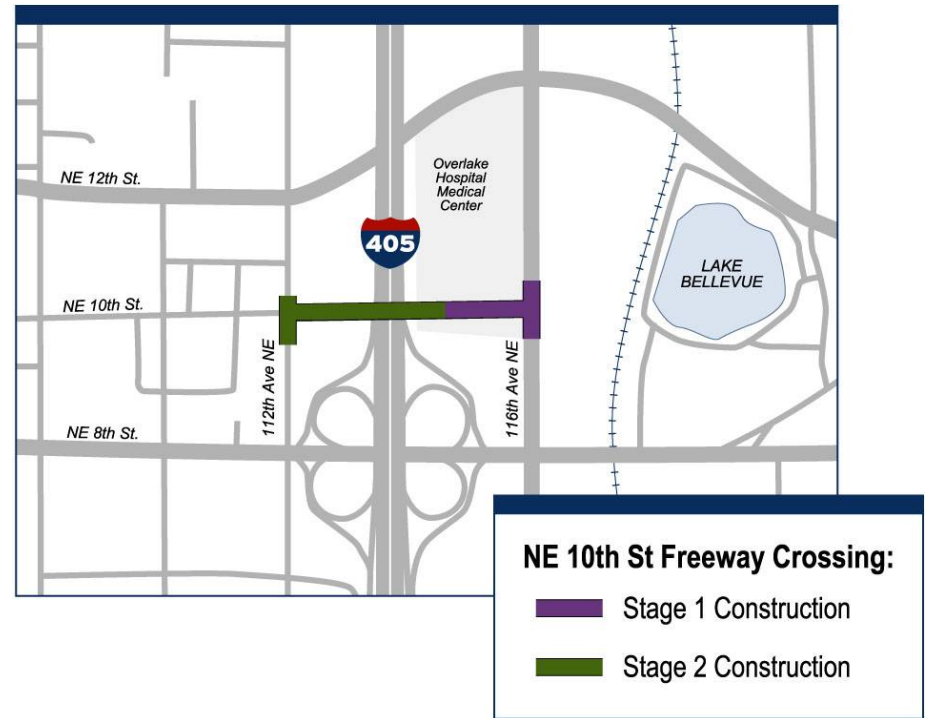 NE 12th St.
Overlake
Hospital
Medical
Center
405
LAKE
BELLEVUE
NE 10th St.
112th Ave NE
116th Ave NE
NE 8th St.
NE 10th St Freeway Crossing:
Stage 1 Construction
Stage 2 Construction